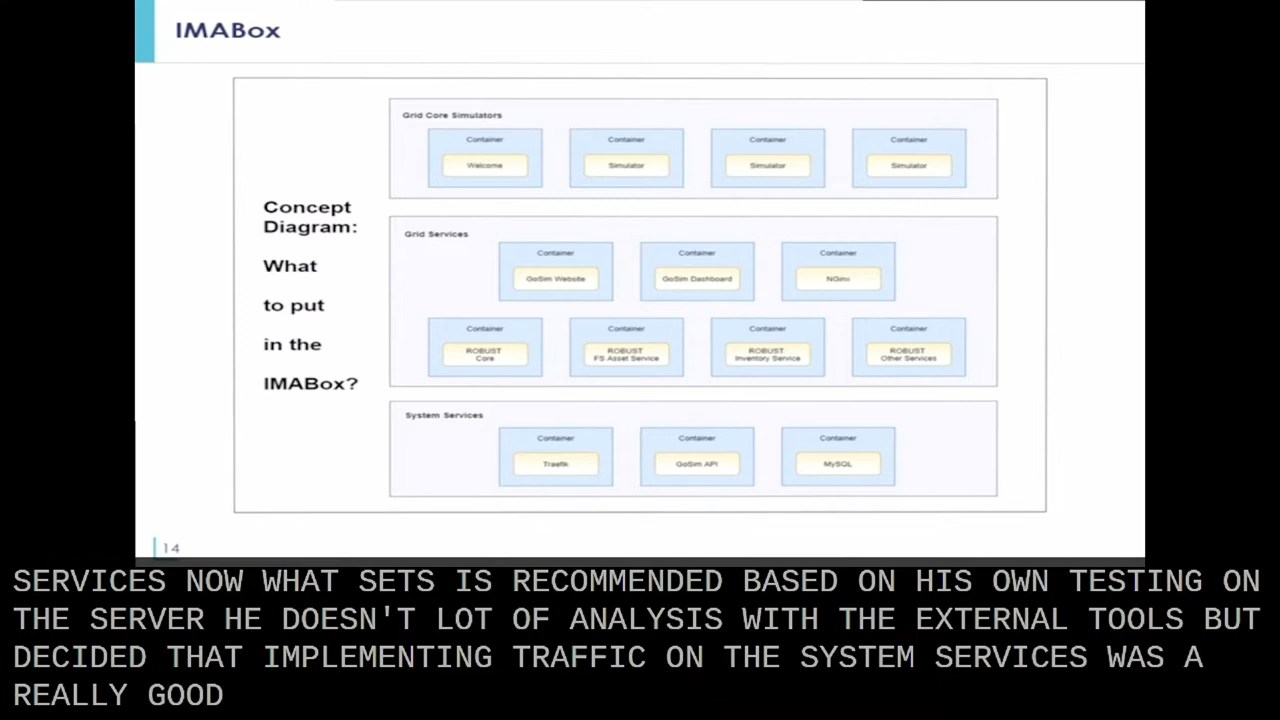 IMABox
Grid Core Simulators
Container
Container
Container
Container
Welcome
Simulator
Simulator
Simulator
Concept
Diagram:
What
to put
in the
IMABox?
Grid Services
Container
Container
Container
GoSim Website
GoSim Dashboard
NGinx
Container
Container
Container
Container
ROBUST
Core
ROBUST
FS Asset Service
ROBUST
Inventory Service
ROBUST
Other Services
System Services
Container
Container
Container
Traefik
GoSim API
MySQL
14
SERVICES NOW WHAT SETS IS RECOMMENDED BASED ON HIS OWN TESTING ON
THE SERVER HE DOESN'T LOT OF ANALYSIS WITH THE EXTERNAL TOOLS BUT
DECIDED THAT IMPLEMENTING TRAFFIC ON THE SYSTEM SERVICES WAS A
REALLY GOOD